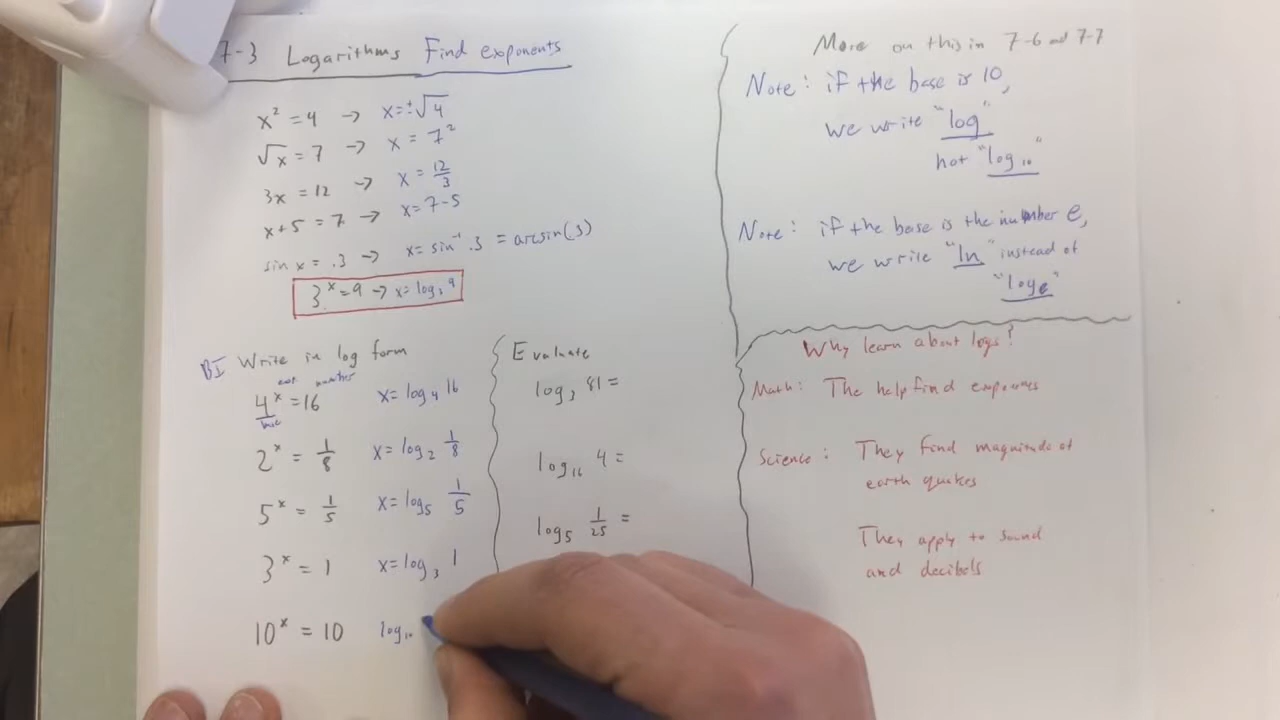 7-3 Logarithms Find exponents
x² = 4 → x = ±√4
√x = 7 → x = 7²
3x = 12 → x = 12/3
x+5 = 7 → x = 7-5
sin x = .3 → x = sin⁻¹ .3 = arcsin(.3)
3ˣ = 9 → x = log₃ 9
BI Write in log form
ext number
4ˣ = 16 x = log₄ 16
base
2ˣ = 1/8 x = log₂ 1/8
5ˣ = 1/5 x = log₅ 1/5
3ˣ = 1 x = log₃ 1
10ˣ = 10 log₁₀
Evaluate
log₃ 81 =
log₁₆ 4 =
log₅ 1/25 =
More on this in 7-6 and 7-7
Note: if the base is 10,
we write "log"
not "log₁₀"
Note: if the base is the number e,
we write "ln" instead of
"logₑ"
Why learn about logs?
Math: The help find exponents
Science: They find magnitude of
earth quakes
They apply to sound
and decibels